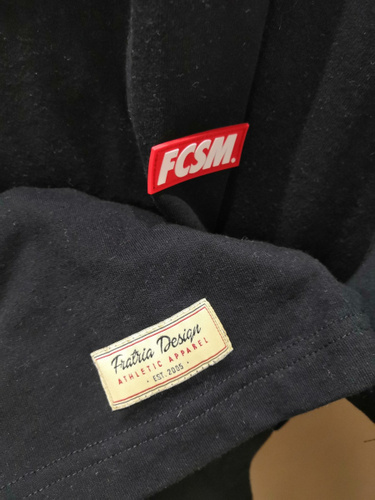 FCSM.
Fratria Design
ATHLETIC APPAREL
· EST. 2005 ·